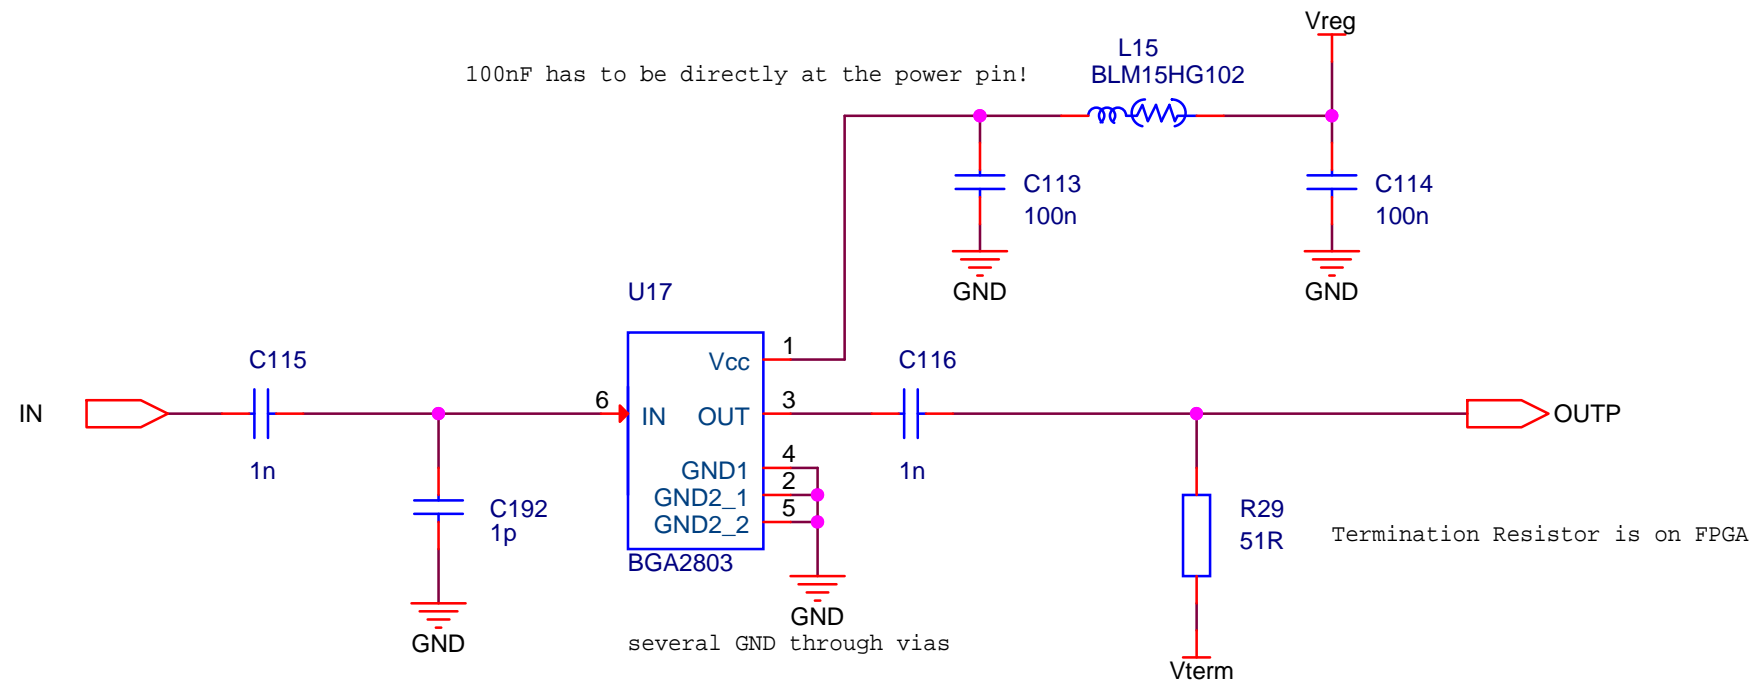 Vreg
L15
100nF has to be directly at the power pin!
BLM15HG102
C113
100n
C114
100n
GND
GND
U17
C115
Vcc
1
C116
IN
6
IN
OUT
3
OUTP
1n
GND1
4
1n
GND2_1
2
GND2_2
5
C192
1p
R29
51R
Termination Resistor is on FPGA
BGA2803
GND
GND
several GND through vias
Vterm